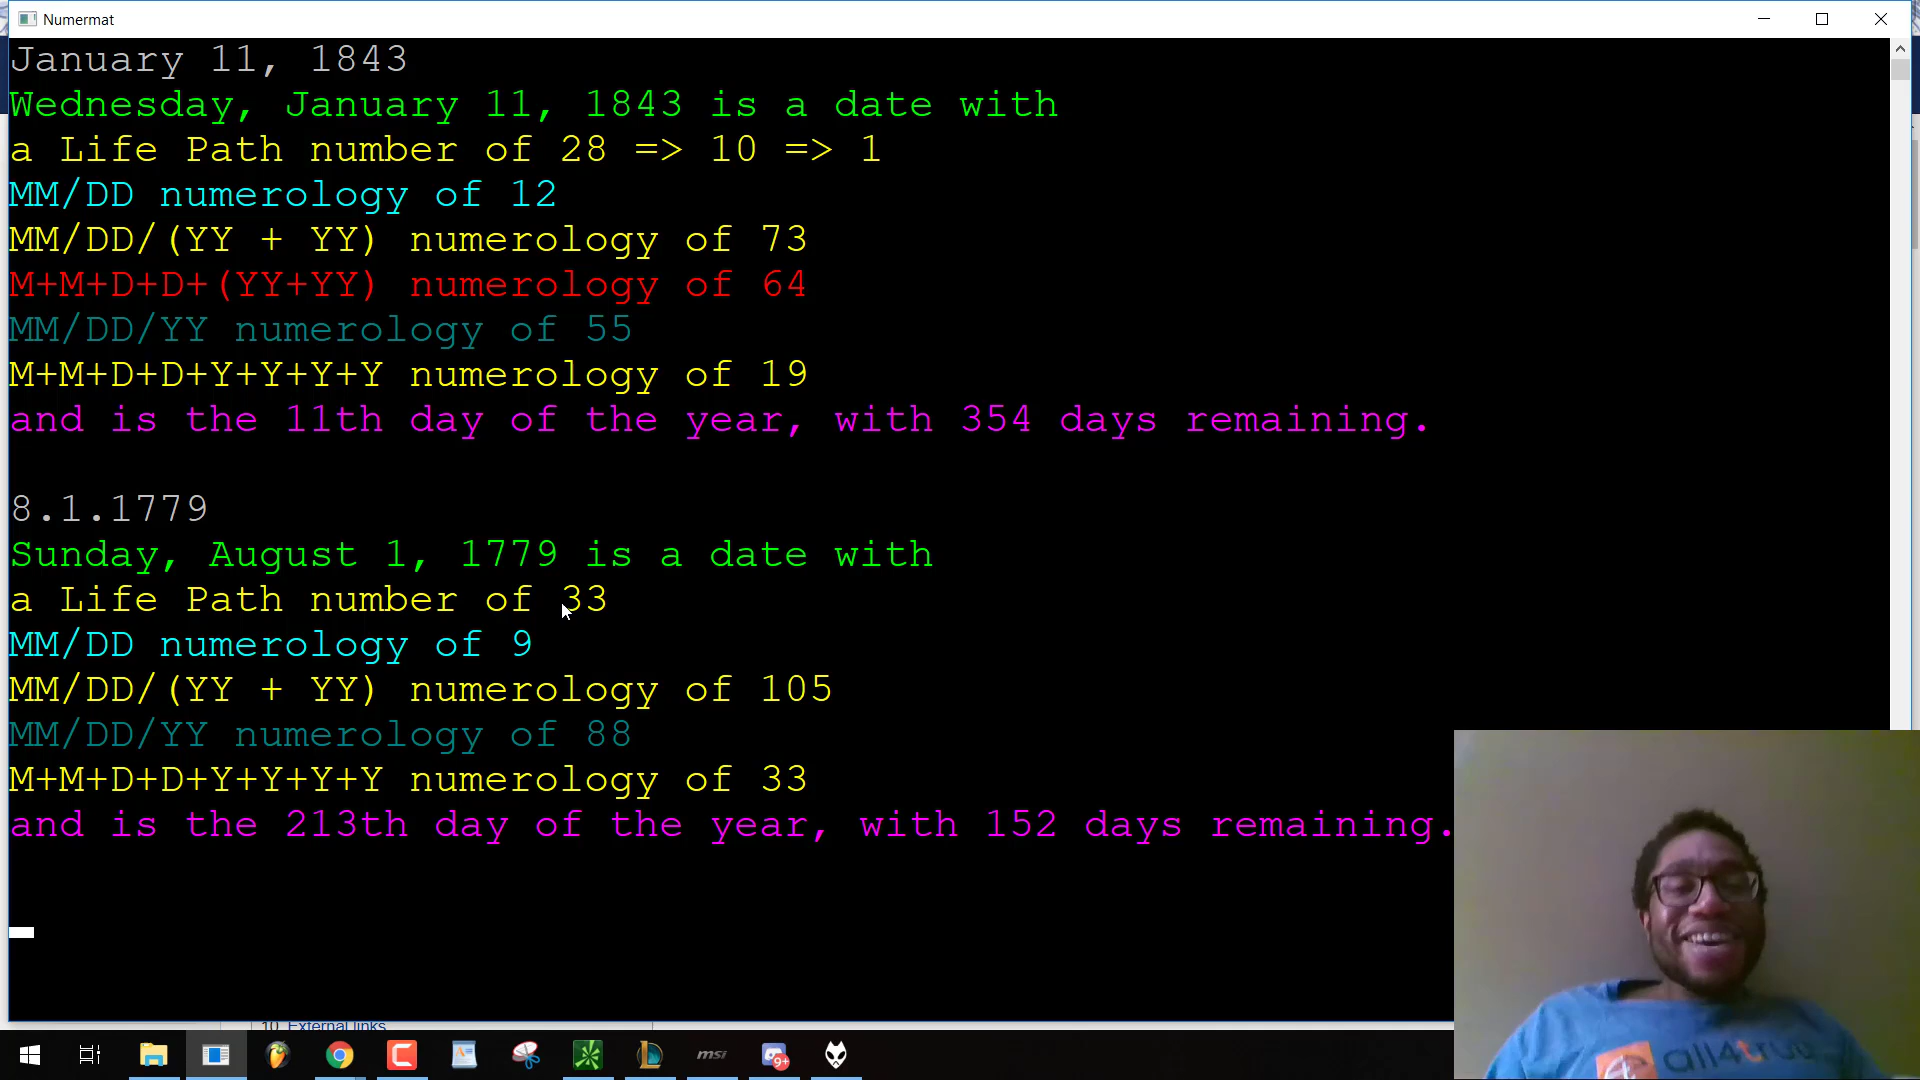 Numermat
January 11, 1843
Wednesday, January 11, 1843 is a date with
a Life Path number of 28 => 10 => 1
MM/DD numerology of 12
MM/DD/(YY + YY) numerology of 73
M+M+D+D+(YY+YY) numerology of 64
MM/DD/YY numerology of 55
M+M+D+D+Y+Y+Y+Y numerology of 19
and is the 11th day of the year, with 354 days remaining.
8.1.1779
Sunday, August 1, 1779 is a date with
a Life Path number of 33
MM/DD numerology of 9
MM/DD/(YY + YY) numerology of 105
MM/DD/YY numerology of 88
M+M+D+D+Y+Y+Y+Y numerology of 33
and is the 213th day of the year, with 152 days remaining.
10 External links
msi
9+